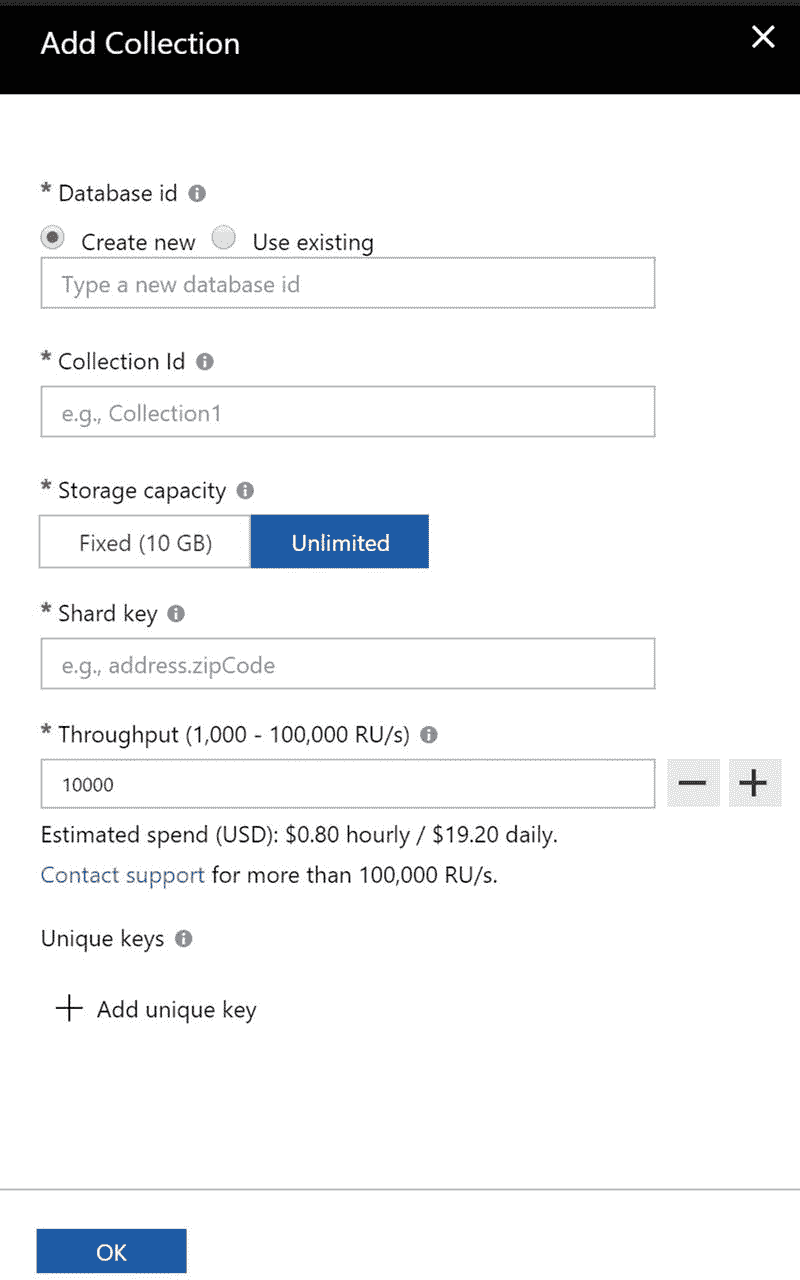 Add Collection
* Database id
Create new Use existing
Type a new database id
* Collection Id
e.g., Collection1
* Storage capacity
Fixed (10 GB) Unlimited
* Shard key
e.g., address.zipCode
* Throughput (1,000 - 100,000 RU/s)
10000
Estimated spend (USD): $0.80 hourly / $19.20 daily.
Contact support for more than 100,000 RU/s.
Unique keys
Add unique key
OK